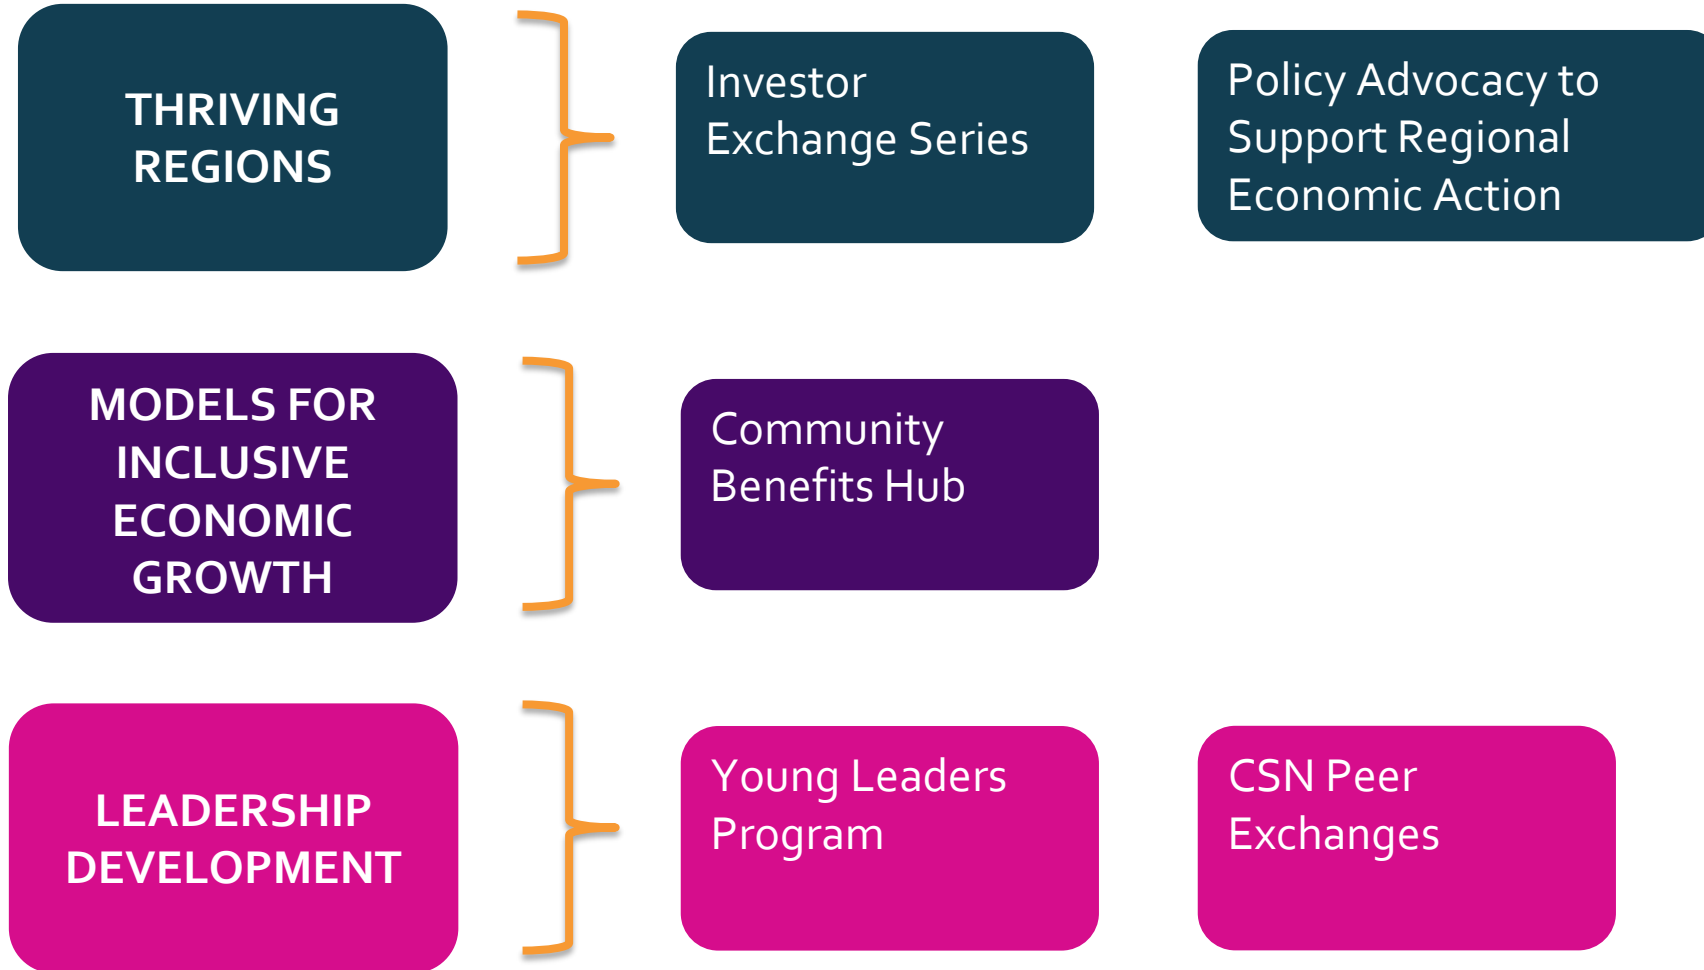 THRIVING
REGIONS
Investor
Exchange Series
Policy Advocacy to
Support Regional
Economic Action
MODELS FOR
INCLUSIVE
ECONOMIC
GROWTH
Community
Benefits Hub
LEADERSHIP
DEVELOPMENT
Young Leaders
Program
CSN Peer
Exchanges